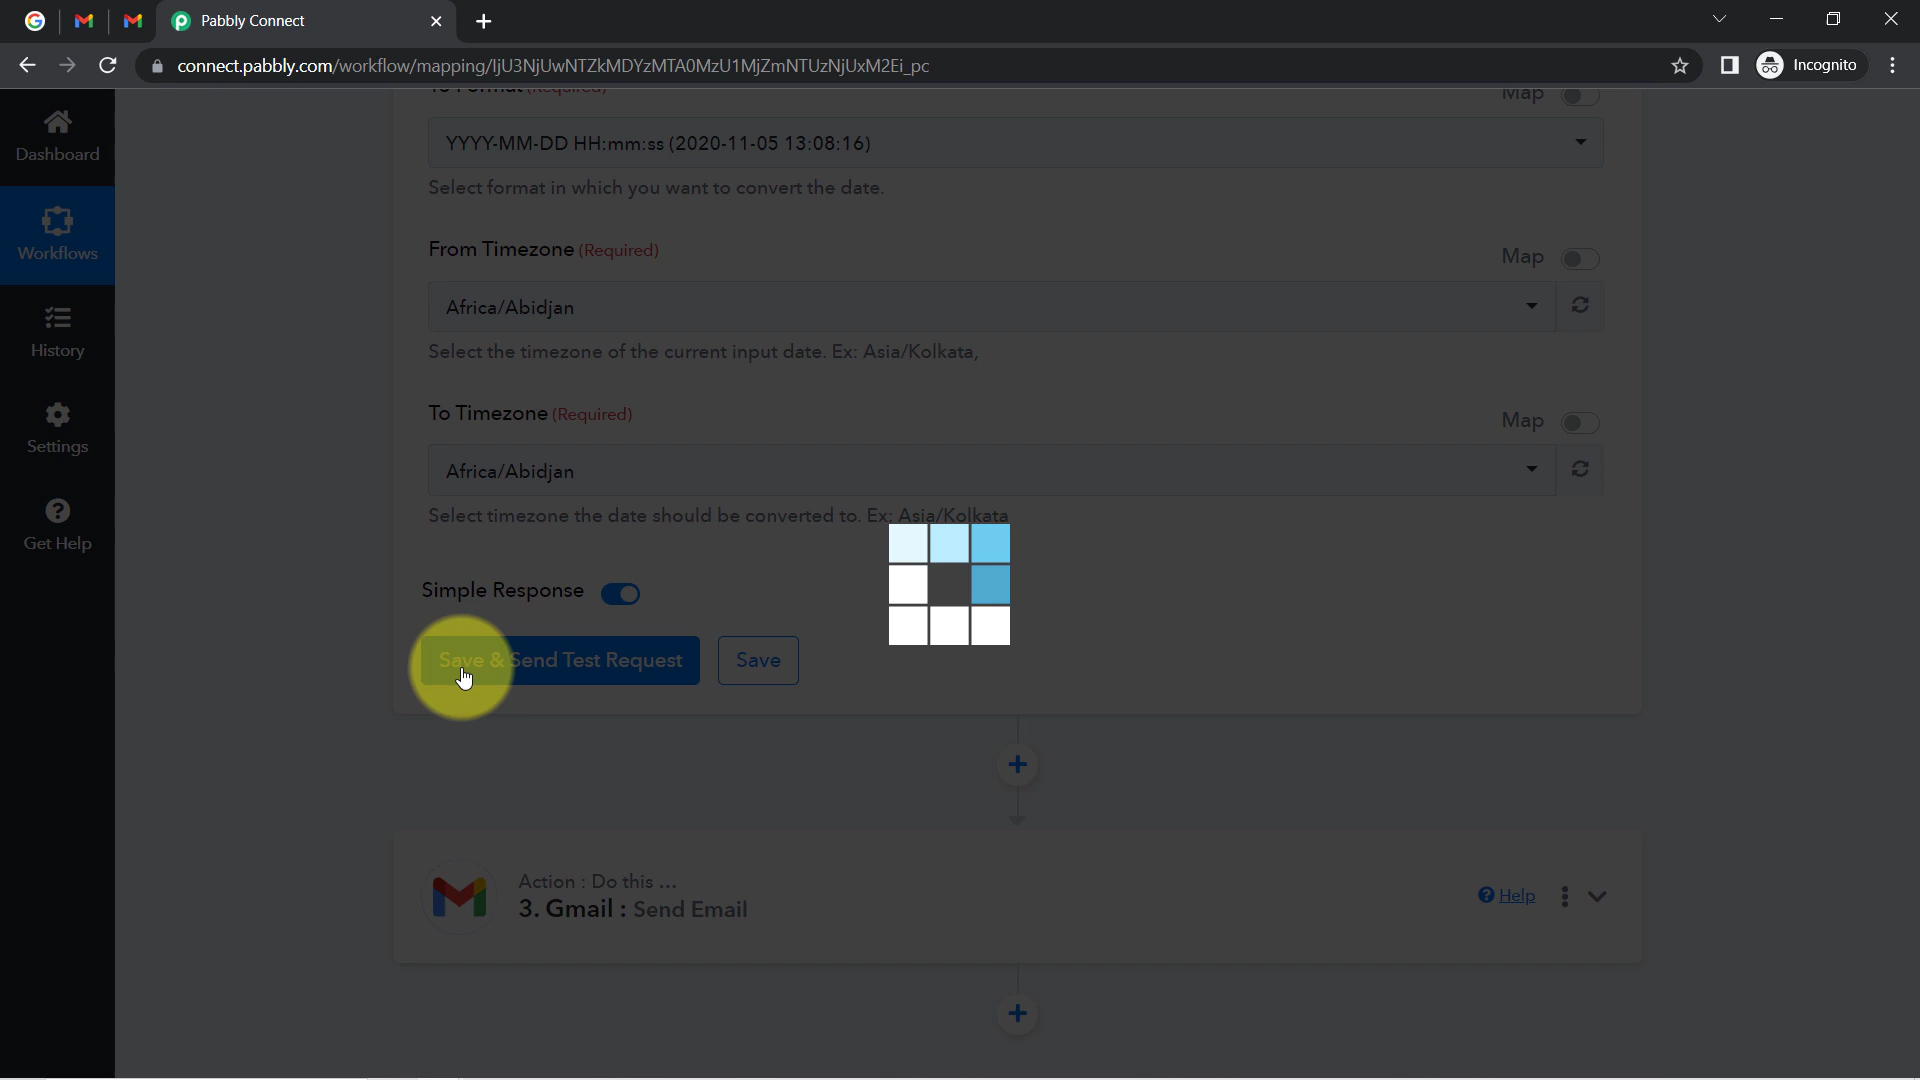 Pabbly Connect
connect.pabbly.com/workflow/mapping/IjU3NjUwNTZkMDYzMTA0MzU1MjZmNTUzNjUxM2Ei_pc
Incognito
Dashboard
Workflows
History
Settings
Get Help
To Format (Required)
Map
YYYY-MM-DD HH:mm:ss (2020-11-05 13:08:16)
Select format in which you want to convert the date.
From Timezone (Required)
Map
Africa/Abidjan
Select the timezone of the current input date. Ex: Asia/Kolkata,
To Timezone (Required)
Map
Africa/Abidjan
Select timezone the date should be converted to. Ex: Asia/Kolkata
Simple Response
Save & Send Test Request
Save
Action : Do this ...
3. Gmail : Send Email
Help